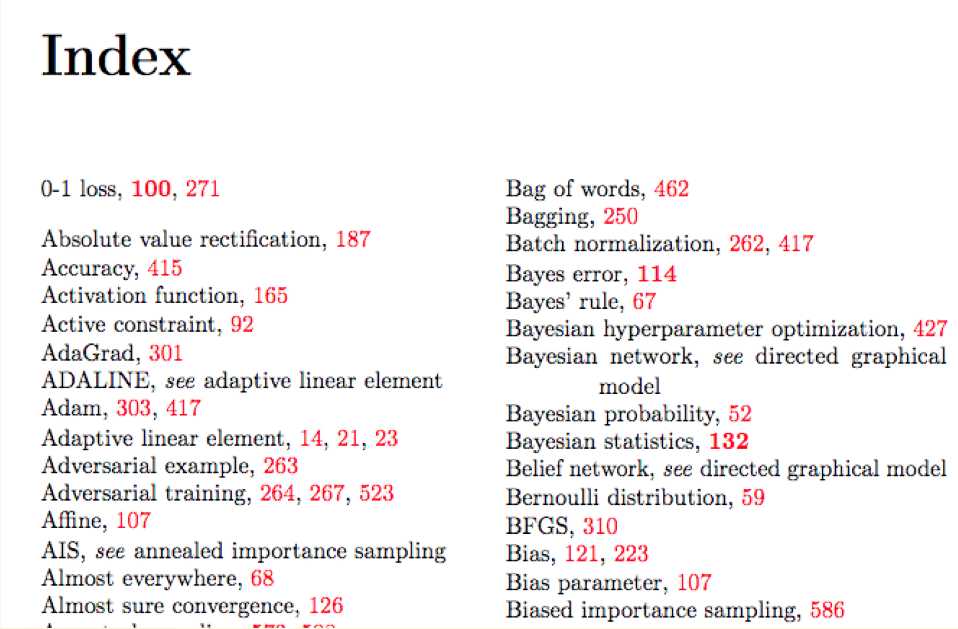 Index
0-1 loss, 100, 271
Absolute value rectification, 187
Accuracy, 415
Activation function, 165
Active constraint, 92
AdaGrad, 301
ADALINE, see adaptive linear element
Adam, 303, 417
Adaptive linear element, 14, 21, 23
Adversarial example, 263
Adversarial training, 264, 267, 523
Affine, 107
AIS, see annealed importance sampling
Almost everywhere, 68
Almost sure convergence, 126
Bag of words, 462
Bagging, 250
Batch normalization, 262, 417
Bayes error, 114
Bayes' rule, 67
Bayesian hyperparameter optimization, 427
Bayesian network, see directed graphical
model
Bayesian probability, 52
Bayesian statistics, 132
Belief network, see directed graphical model
Bernoulli distribution, 59
BFGS, 310
Bias, 121, 223
Bias parameter, 107
Biased importance sampling, 586